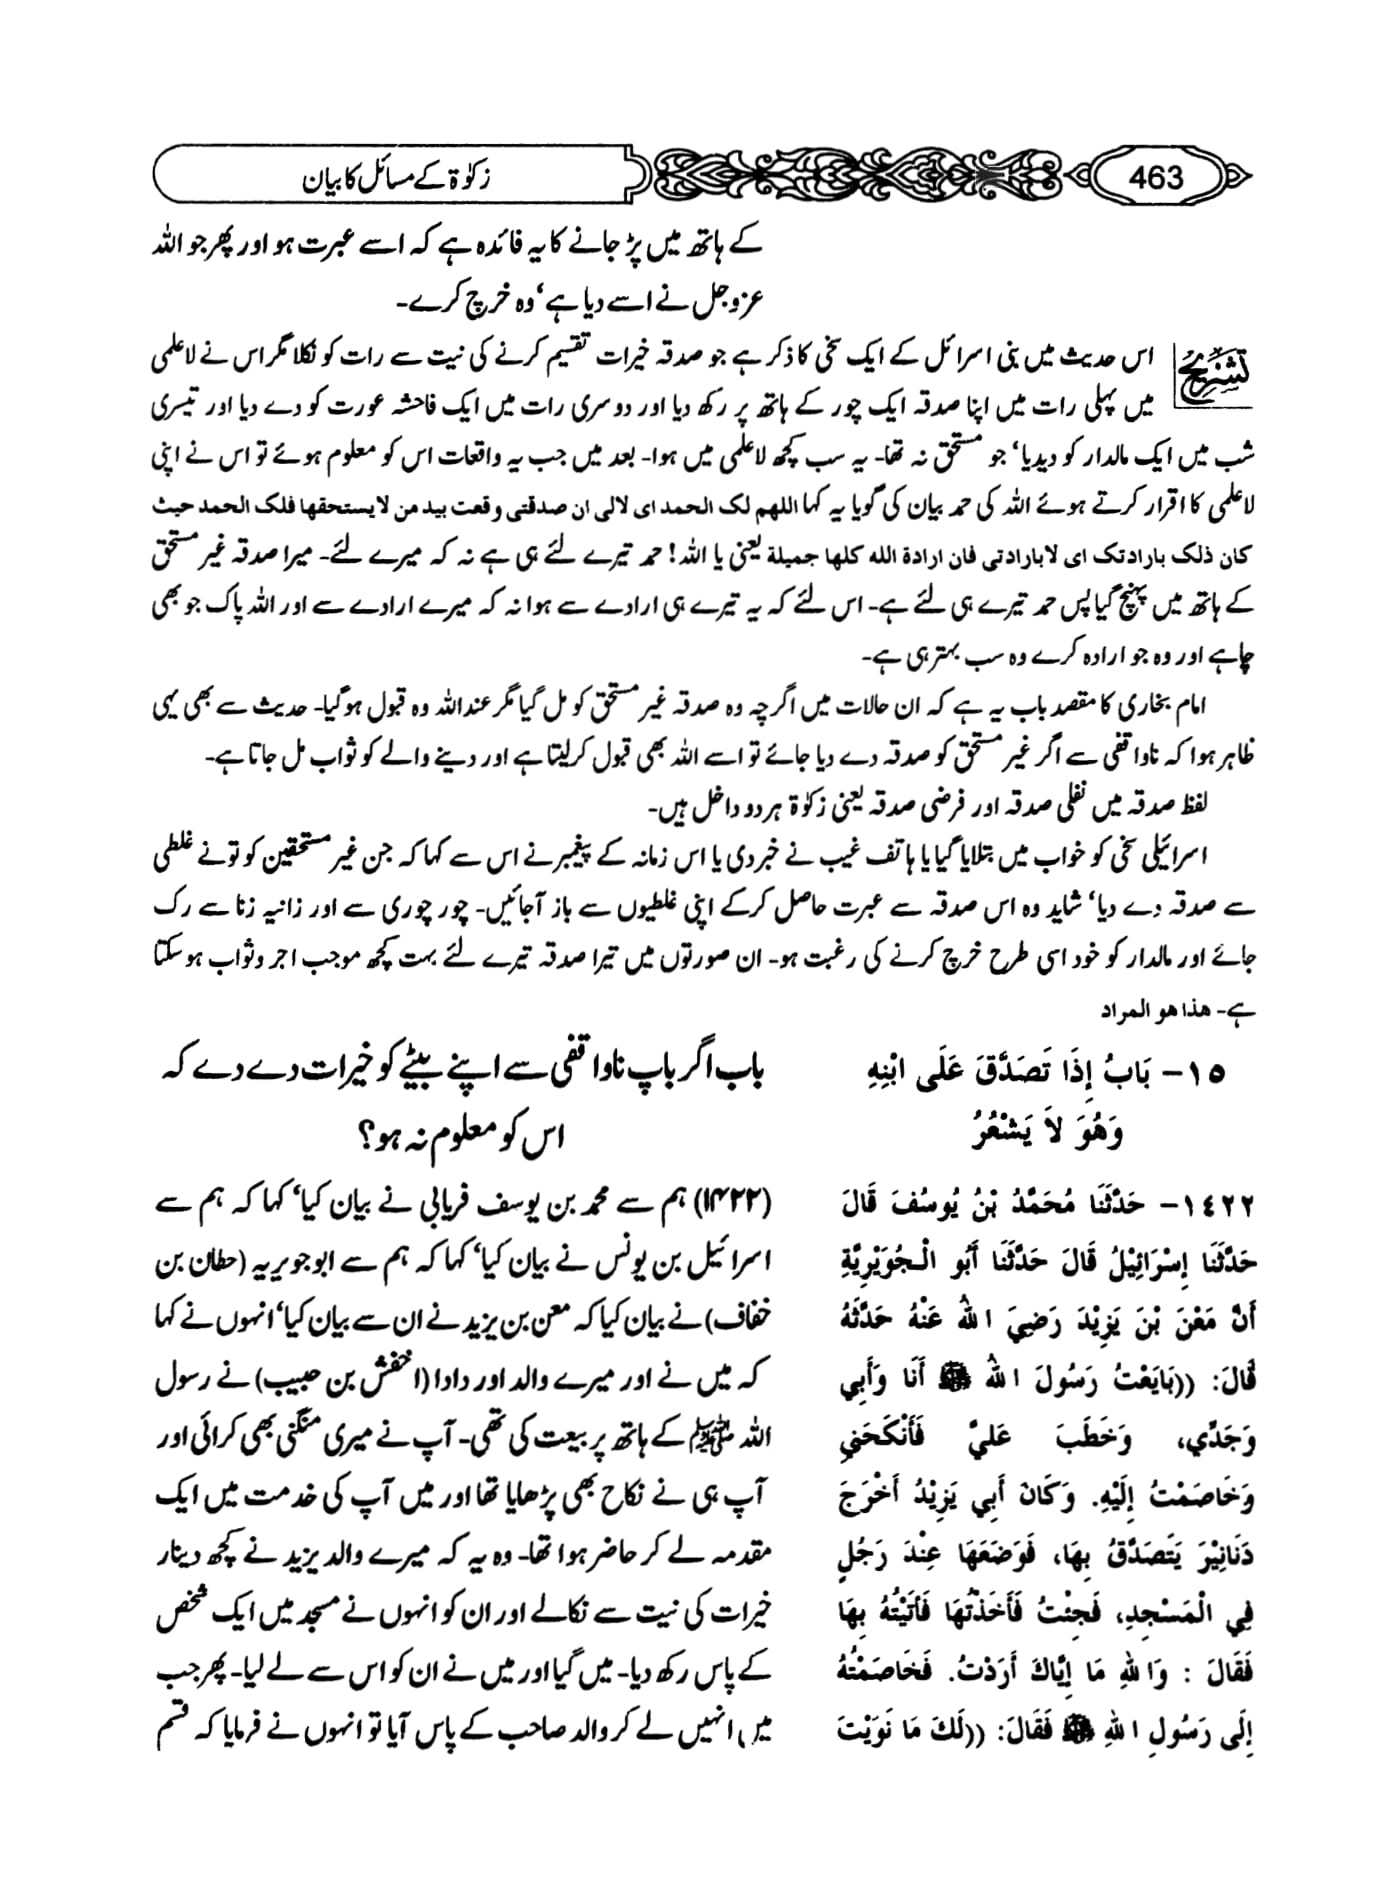 463
زکوٰۃ کے مسائل کا بیان
کے ہاتھ میں پڑ جانے کا یہ فائدہ ہے کہ اسے عبرت ہو اور پھر جو اللہ
عزوجل نے اسے دیا ہے' وہ خرچ کرے۔
تشریح
اس حدیث میں بنی اسرائل کے ایک سخی کا ذکر ہے جو صدقہ خیرات تقسیم کرنے کی نیت سے رات کو نکلا مگر اس نے لاعلمی
میں پہلی رات میں اپنا صدقہ ایک چور کے ہاتھ پر رکھ دیا اور دوسری رات میں ایک فاحشہ عورت کو دے دیا اور تیسری
شب میں ایک مالدار کو دیدیا' جو مستحق نہ تھا۔ یہ سب کچھ لاعلمی میں ہوا۔ بعد میں جب یہ واقعات اس کو معلوم ہوئے تو اس نے اپنی
لاعلمی کا اقرار کرتے ہوئے اللہ کی حمد بیان کی گویا یہ کہا اللهم لک الحمد ای لالی ان صدقتی وقعت بید من لایستحقها فلک الحمد حیث
کان ذلک بارادتک ای لابارادتی فان ارادة الله کلها جمیلة یعنی یا اللہ! حمد تیرے لئے ہی ہے نہ کہ میرے لئے۔ میرا صدقہ غیر مستحق
کے ہاتھ میں پہنچ گیا پس حمد تیرے ہی لئے ہے۔ اس لئے کہ یہ تیرے ہی ارادے سے ہوا نہ کہ میرے ارادے سے اور اللہ پاک جو بھی
چاہے اور وہ جو ارادہ کرے وہ سب بہتر ہی ہے۔
امام بخاری کا مقصد باب یہ ہے کہ ان حالات میں اگرچہ وہ صدقہ غیر مستحق کو مل گیا مگر عنداللہ وہ قبول ہوگیا۔ حدیث سے بھی یہی
ظاہر ہوا کہ ناواقفی سے اگر غیر مستحق کو صدقہ دے دیا جائے تو اسے اللہ بھی قبول کرلیتا ہے اور دینے والے کو ثواب مل جاتا ہے۔
لفظ صدقہ میں نفلی صدقہ اور فرضی صدقہ یعنی زکوٰۃ ہر دو داخل ہیں۔
اسرائیلی سخی کو خواب میں بتلایا گیا یا ہاتف غیب نے خبر دی یا اس زمانہ کے پیغمبر نے اس سے کہا کہ جن غیر مستحقین کو تو نے غلطی
سے صدقہ دے دیا' شاید وہ اس صدقہ سے عبرت حاصل کرکے اپنی غلطیوں سے باز آجائیں۔ چور چوری سے اور زانیہ زنا سے رک
جائے اور مالدار کو خود اسی طرح خرچ کرنے کی رغبت ہو۔ ان صورتوں میں تیرا صدقہ تیرے لئے بہت کچھ موجب اجر وثواب ہو سکتا
ہے۔ هذا هو المراد
١٥ – بَابُ إِذَا تَصَدَّقَ عَلَى ابْنِهِ
وَهُوَ لاَ يَشْعُرُ
١٤٢٢ – حَدَّثَنَا مُحَمَّدُ بْنُ يُوسُفَ قَالَ
حَدَّثَنَا إِسْرَائِيْلُ قَالَ حَدَّثَنَا أَبُو الْجُوَيْرِيَّةِ
أَنَّ مَعْنَ بْنَ يَزِيْدَ رَضِيَ اللهُ عَنْهُ حَدَّثَهُ
قَالَ: ((بَايَعْتُ رَسُولَ اللهِ ﷺ أَنَا وَأَبِي
وَجَدِّي، وَخَطَبَ عَلَيَّ فَأَنْكَحَنِي
وَخَاصَمْتُ إِلَيْهِ. وَكَانَ أَبِي يَزِيْدُ أَخْرَجَ
دَنَانِيْرَ يَتَصَدَّقُ بِهَا، فَوَضَعَهَا عِنْدَ رَجُلٍ
فِي الْمَسْجِدِ، فَجِئْتُ فَأَخَذْتُهَا فَأَتَيْتُهُ بِهَا
فَقَالَ : وَاللهِ مَا إِيَّاكَ أَرَدْتُ. فَخَاصَمْتُهُ
إِلَى رَسُولِ اللهِ ﷺ فَقَالَ: ((لَكَ مَا نَوَيْتَ
باب اگر باپ ناواقفی سے اپنے بیٹے کو خیرات دے دے کہ
اس کو معلوم نہ ہو؟
(۱۴۲۲) ہم سے محمد بن یوسف فریابی نے بیان کیا' کہا کہ ہم سے
اسرائیل بن یونس نے بیان کیا' کہا کہ ہم سے ابو جویریہ (حطان بن
خفاف) نے بیان کیا کہ معن بن یزید نے ان سے بیان کیا' انہوں نے کہا
کہ میں نے اور میرے والد اور دادا (اخفش بن حبیب) نے رسول
اللہ ﷺ کے ہاتھ پر بیعت کی تھی۔ آپ نے میری منگنی بھی کرائی اور
آپ ہی نے نکاح بھی پڑھایا تھا اور میں آپ کی خدمت میں ایک
مقدمہ لے کر حاضر ہوا تھا۔ وہ یہ کہ میرے والد یزید نے کچھ دینار
خیرات کی نیت سے نکالے اور ان کو انہوں نے مسجد میں ایک شخص
کے پاس رکھ دیا۔ میں گیا اور میں نے ان کو اس سے لے لیا۔ پھر جب
میں انہیں لے کر والد صاحب کے پاس آیا تو انہوں نے فرمایا کہ قسم